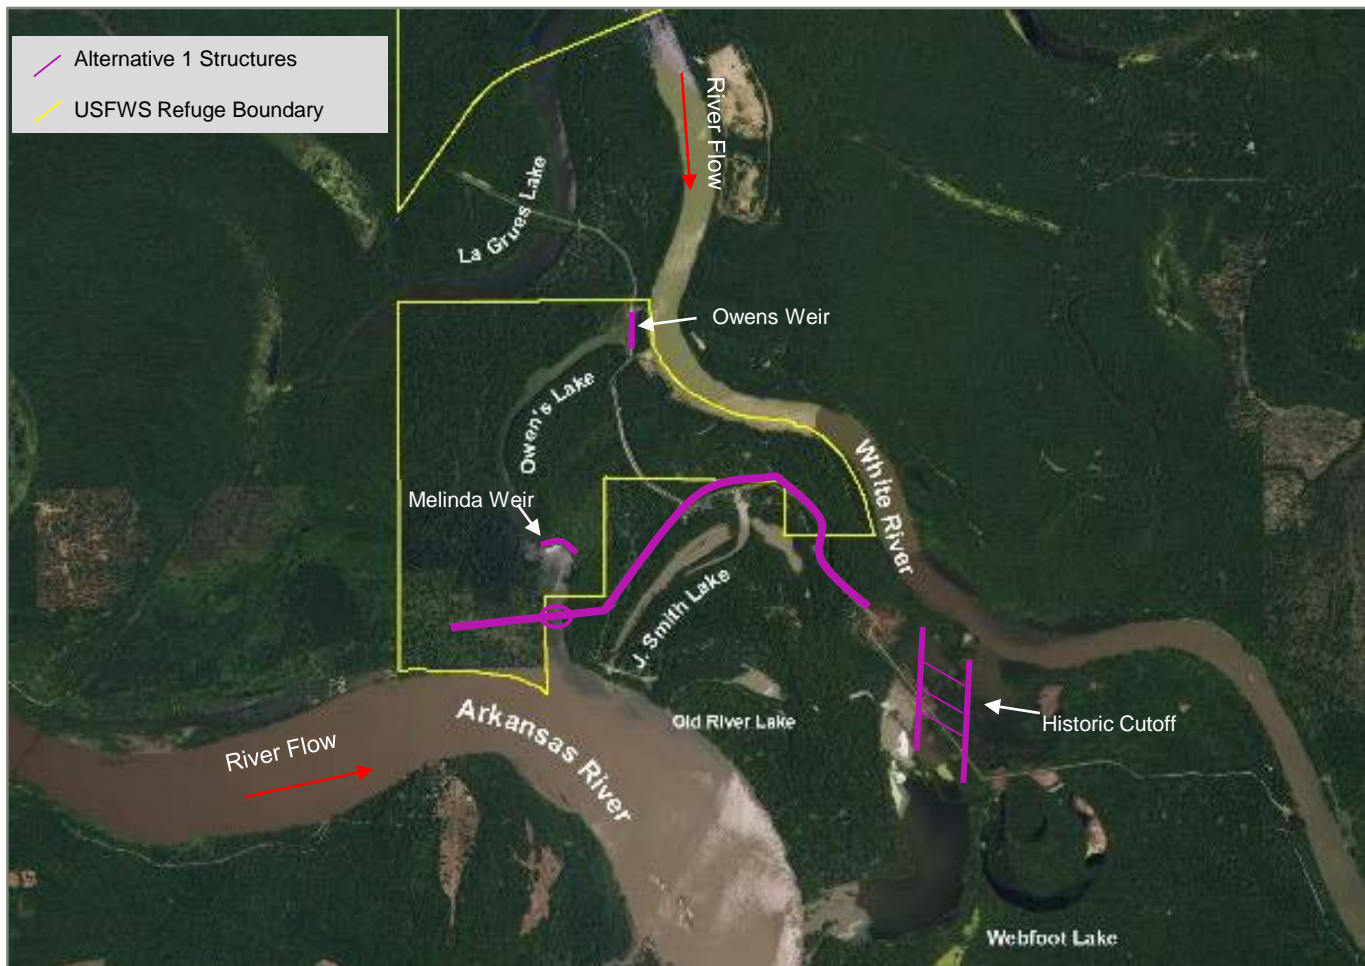 Alternative 1 Structures
USFWS Refuge Boundary
River Flow
La Grues Lake
Owens Weir
Owen's Lake
White River
Melinda Weir
J. Smith Lake
Old River Lake
Arkansas River
Historic Cutoff
River Flow
Webfoot Lake